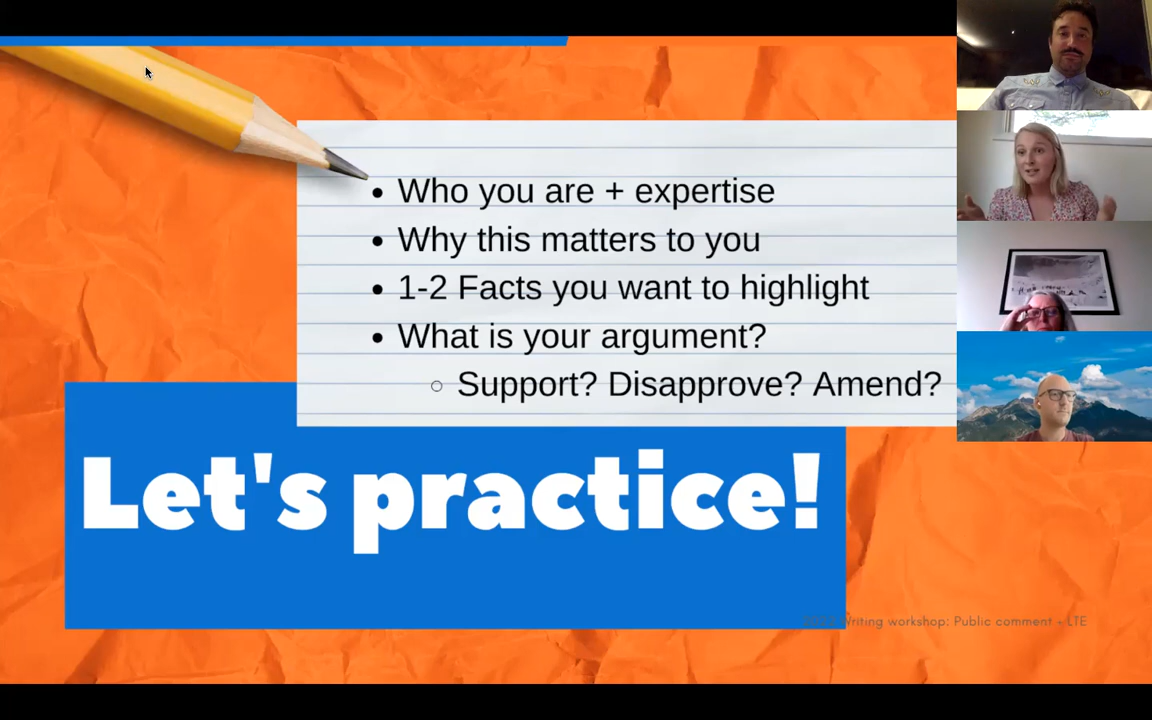 Who you are + expertise
Why this matters to you
1-2 Facts you want to highlight
What is your argument?
Support? Disapprove? Amend?
Let's practice!
Writing workshop: Public comment + LTE